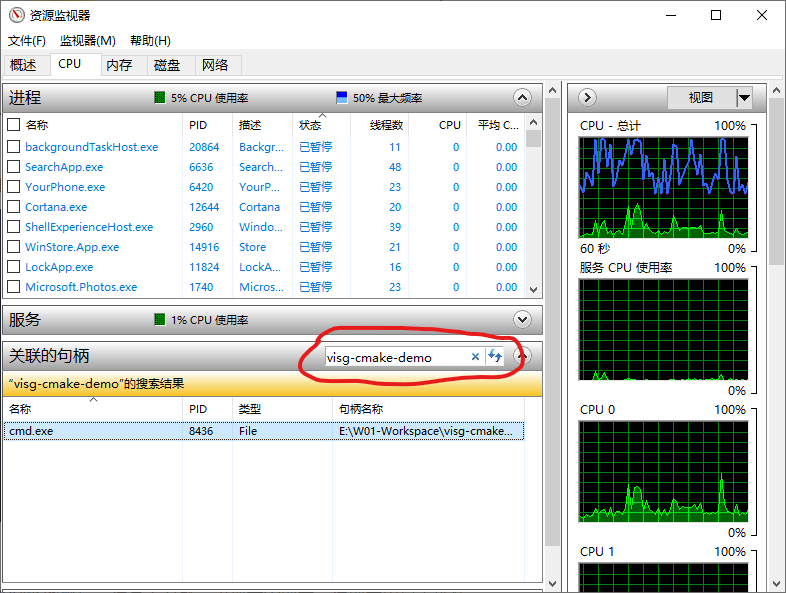 资源监视器
文件(F) 监视器(M) 帮助(H)
概述 CPU 内存 磁盘 网络
进程 5% CPU 使用率 50% 最大频率
名称 PID 描述 状态 线程数 CPU 平均 C...
backgroundTaskHost.exe 20864 Backgr... 已暂停 11 0 0.00
SearchApp.exe 6636 Search... 已暂停 48 0 0.00
YourPhone.exe 6420 YourP... 已暂停 23 0 0.00
Cortana.exe 12644 Cortana 已暂停 20 0 0.00
ShellExperienceHost.exe 2960 Windo... 已暂停 39 0 0.00
WinStore.App.exe 14916 Store 已暂停 21 0 0.00
LockApp.exe 11824 LockA... 已暂停 16 0 0.00
Microsoft.Photos.exe 1740 Micros... 已暂停 23 0 0.00
服务 1% CPU 使用率
关联的句柄 visg-cmake-demo
“visg-cmake-demo”的搜索结果
名称 PID 类型 句柄名称
cmd.exe 8436 File E:\W01-Workspace\visg-cmake...
视图
CPU - 总计 100%
60 秒 0%
服务 CPU 使用率 100%
0%
CPU 0 100%
0%
CPU 1 100%